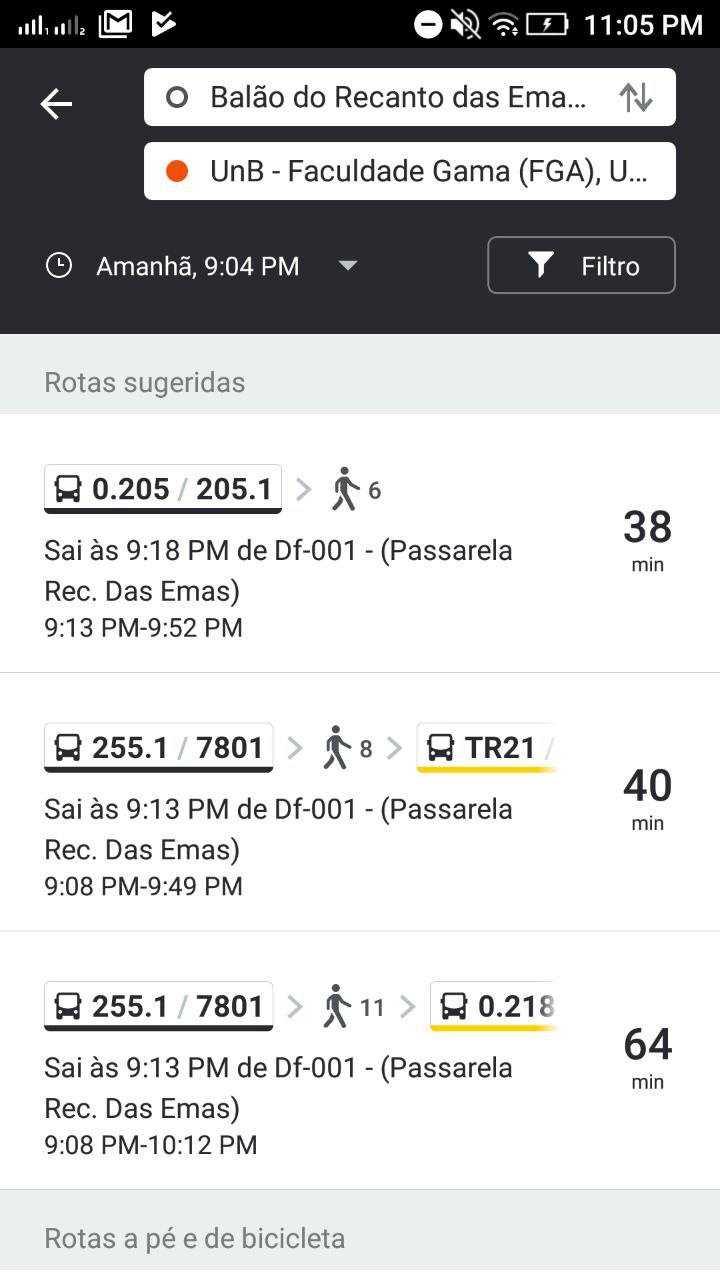 11:05 PM
Balão do Recanto das Ema...
UnB - Faculdade Gama (FGA), U...
Amanhã, 9:04 PM
Filtro
Rotas sugeridas
0.205 / 205.1 6
38
min
Sai às 9:18 PM de Df-001 - (Passarela
Rec. Das Emas)
9:13 PM-9:52 PM
255.1 / 7801 8 TR21 /
40
min
Sai às 9:13 PM de Df-001 - (Passarela
Rec. Das Emas)
9:08 PM-9:49 PM
255.1 / 7801 11 0.218
64
min
Sai às 9:13 PM de Df-001 - (Passarela
Rec. Das Emas)
9:08 PM-10:12 PM
Rotas a pé e de bicicleta